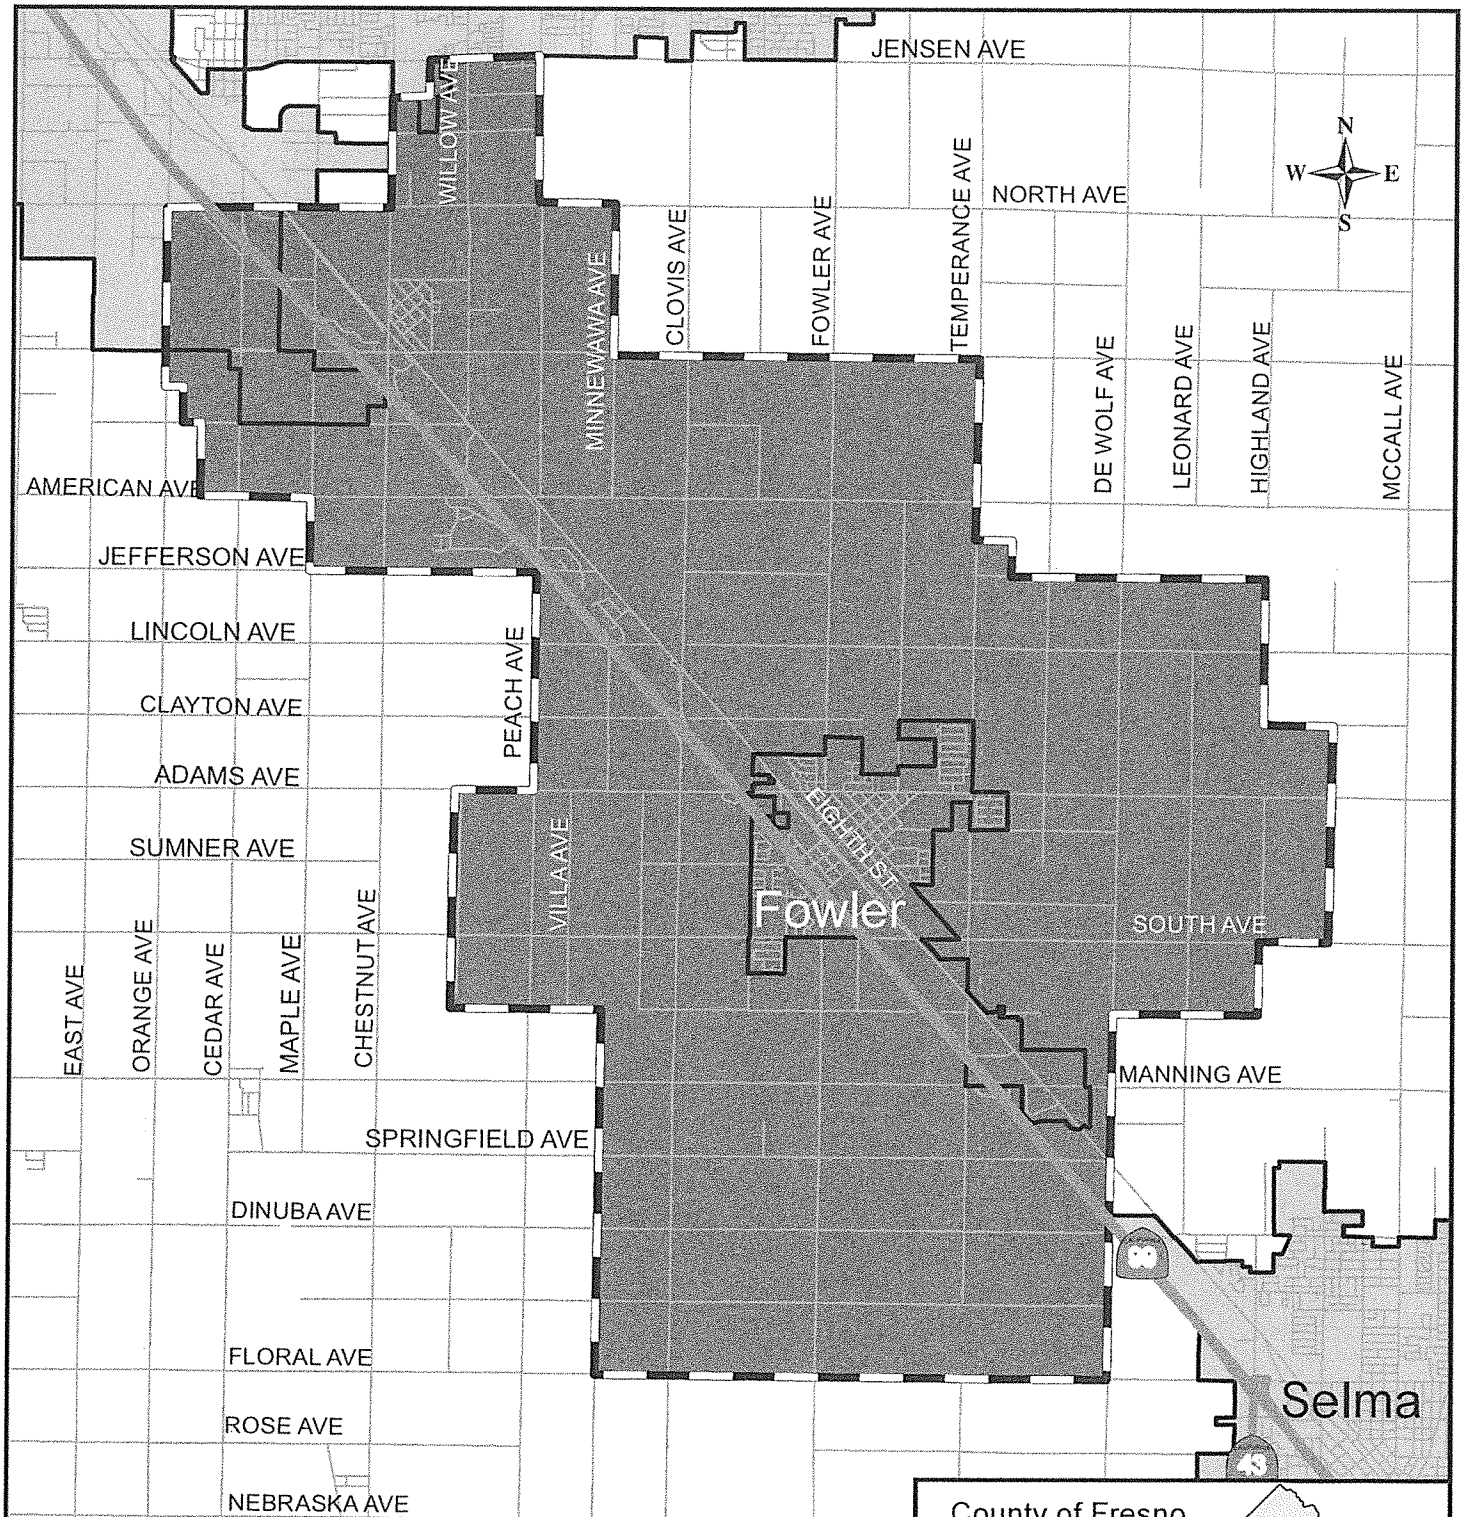 JENSEN AVE
WILLOW AVE
N
W
E
S
NORTH AVE
TEMPERANCE AVE
FOWLER AVE
CLOVIS AVE
MINNEWAWA AVE
DE WOLF AVE
LEONARD AVE
HIGHLAND AVE
MCCALL AVE
AMERICAN AVE
JEFFERSON AVE
LINCOLN AVE
PEACH AVE
CLAYTON AVE
ADAMS AVE
EIGHTH ST
SUMNER AVE
VILLA AVE
Fowler
SOUTH AVE
EAST AVE
ORANGE AVE
CEDAR AVE
MAPLE AVE
CHESTNUT AVE
MANNING AVE
SPRINGFIELD AVE
DINUBA AVE
FLORAL AVE
Selma
ROSE AVE
43
NEBRASKA AVE
County of Fresno